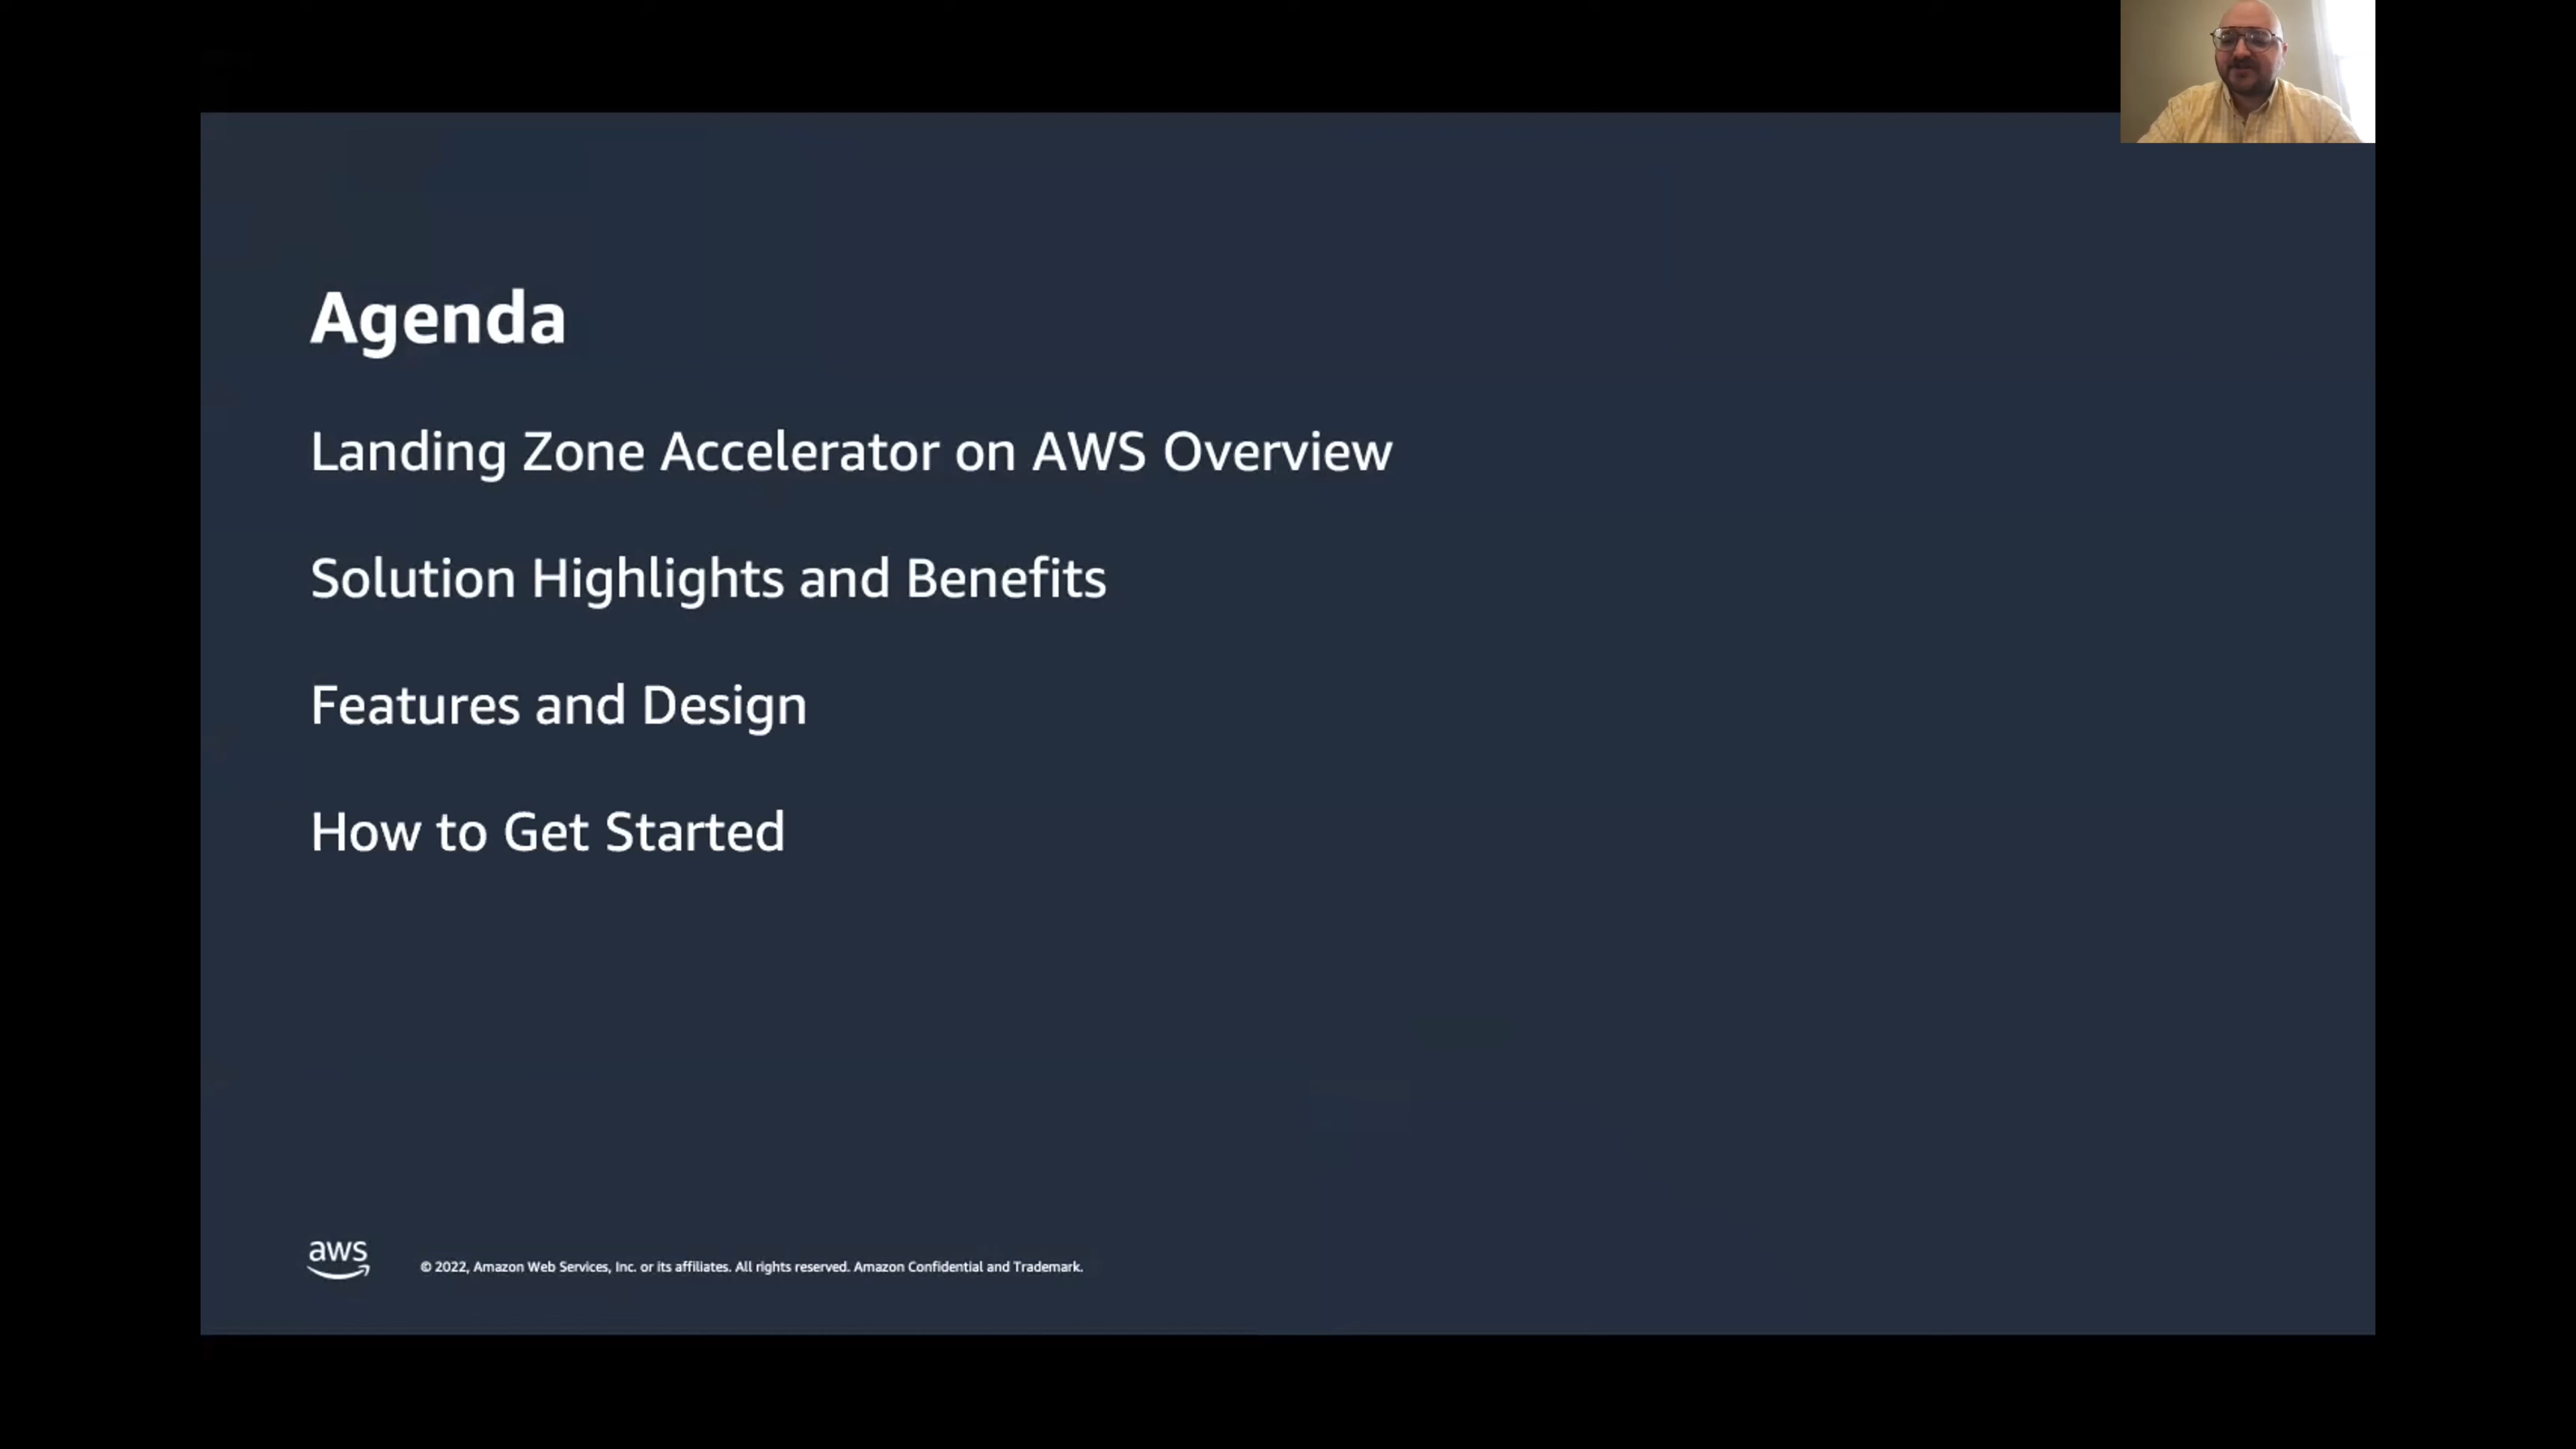 Agenda
Landing Zone Accelerator on AWS Overview
Solution Highlights and Benefits
Features and Design
How to Get Started
aws
© 2022, Amazon Web Services, Inc. or its affiliates. All rights reserved. Amazon Confidential and Trademark.